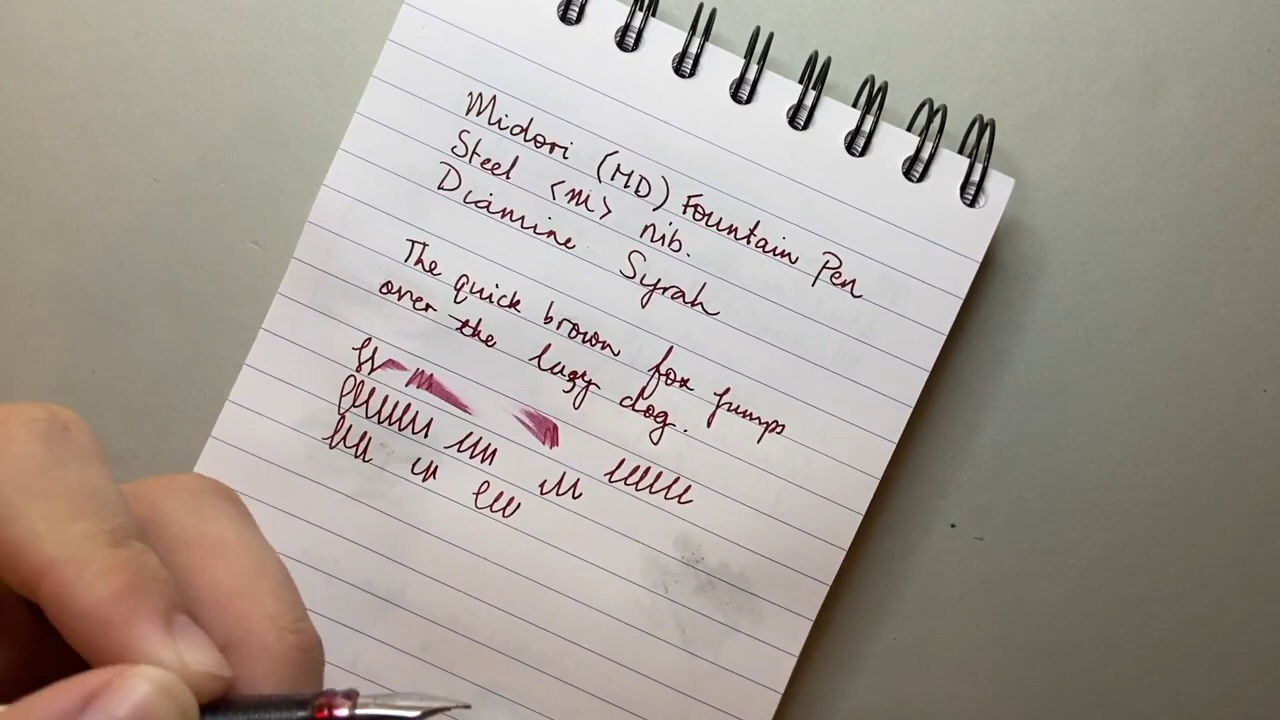 Midori (MD) Fountain Pen
Steel <M> nib.
Diamine Syrah
The quick brown fox jumps
over the lazy dog.